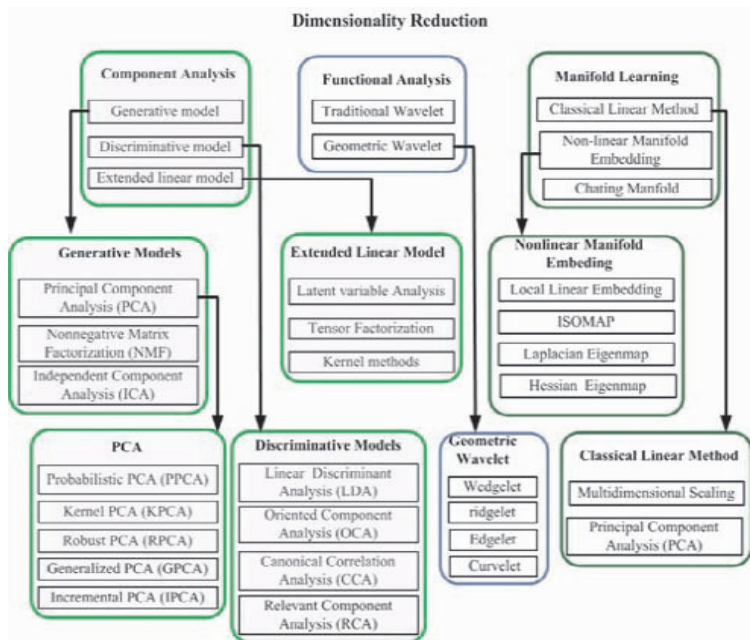 Dimensionality Reduction
Component Analysis
Generative model
Discriminative model
Extended linear model
Functional Analysis
Traditional Wavelet
Geometric Wavelet
Manifold Learning
Classical Linear Method
Non-linear Manifold
Embedding
Chating Manfold
Generative Models
Principal Component
Analysis (PCA)
Nonnegative Matrix
Factorization (NMF)
Independent Component
Analysis (ICA)
Extended Linear Model
Latent variable Analysis
Tensor Factorization
Kernel methods
Nonlinear Manifold
Embeding
Local Linear Embedding
ISOMAP
Laplacian Eigenmap
Hessian Eigenmap
PCA
Probabilistic PCA (PPCA)
Kernel PCA (KPCA)
Robust PCA (RPCA)
Generalized PCA (GPCA)
Incremental PCA (IPCA)
Discriminative Models
Linear Discriminant
Analysis (LDA)
Oriented Component
Analysis (OCA)
Canonical Correlation
Analysis (CCA)
Relevant Component
Analysis (RCA)
Geometric
Wavelet
Wedgelet
ridgelet
Edgelet
Curvelet
Classical Linear Method
Multidimensional Scaling
Principal Component
Analysis (PCA)